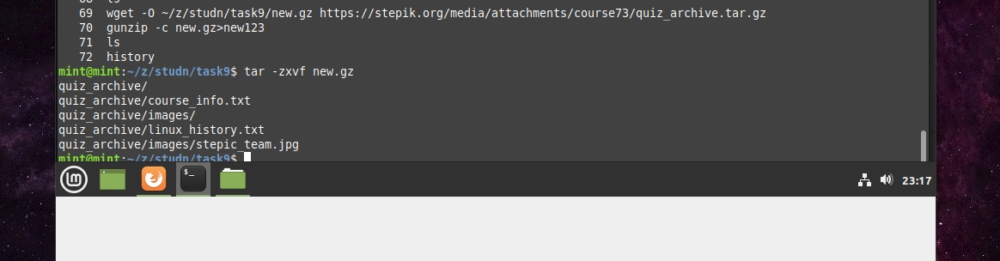 68 ls
69 wget -O ~/z/studn/task9/new.gz https://stepik.org/media/attachments/course73/quiz_archive.tar.gz
70 gunzip -c new.gz>new123
71 ls
72 history
mint@mint:~/z/studn/task9$ tar -zxvf new.gz
quiz_archive/
quiz_archive/course_info.txt
quiz_archive/images/
quiz_archive/linux_history.txt
quiz_archive/images/stepic_team.jpg
mint@mint:~/z/studn/task9$
$_
23:17